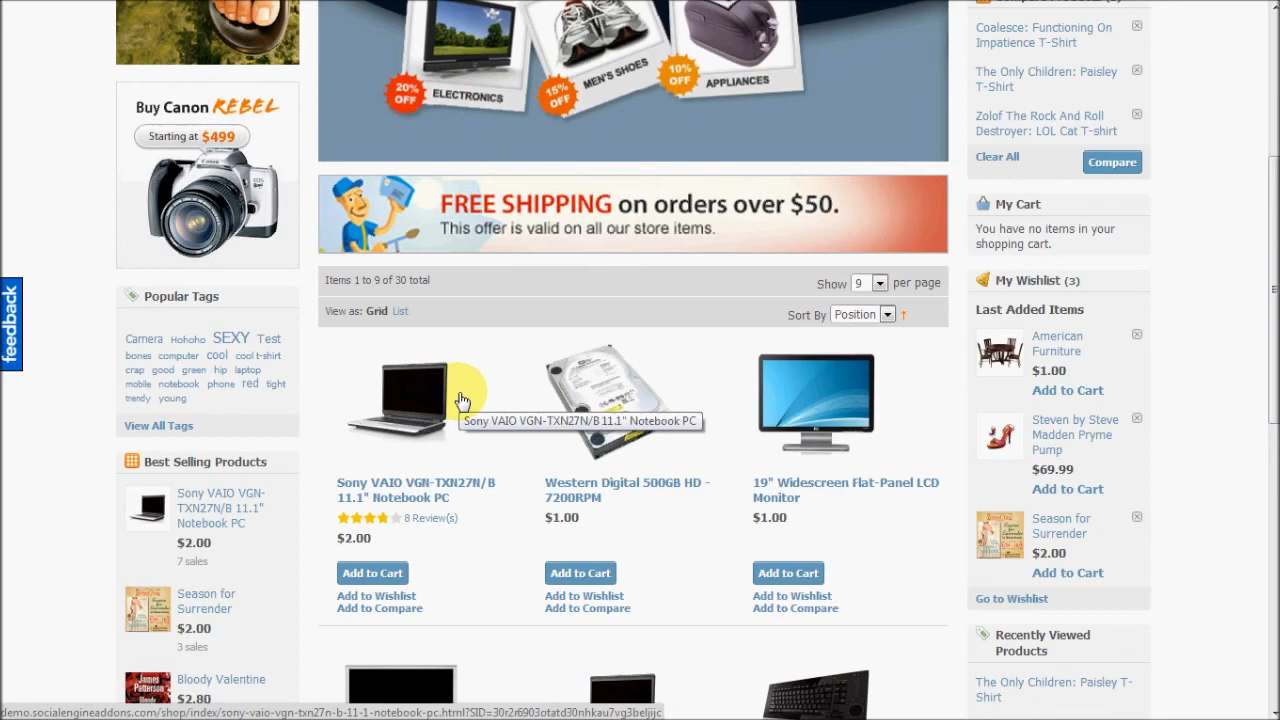 20%
OFF
ELECTRONICS
15%
OFF
MEN'S SHOES
10%
OFF
APPLIANCES
Buy Canon REBEL
Starting at $499
Canon
FREE SHIPPING on orders over $50.
This offer is valid on all our store items.
feedback
Popular Tags
Camera Hohoho SEXY Test
bones computer cool cool t-shirt
crap good green hip laptop
mobile notebook phone red tight
trendy young
View All Tags
Best Selling Products
Sony VAIO VGN-
TXN27N/B 11.1"
Notebook PC
$2.00
7 sales
Season for
Surrender
$2.00
3 sales
Bloody Valentine
$2.80
James
Patterson
Items 1 to 9 of 30 total
Show 9 per page
View as: Grid List
Sort By Position
Sony VAIO VGN-TXN27N/B 11.1" Notebook PC
Sony VAIO VGN-TXN27N/B
11.1" Notebook PC
8 Review(s)
$2.00
Add to Cart
Add to Wishlist
Add to Compare
Western Digital 500GB HD -
7200RPM
$1.00
Add to Cart
Add to Wishlist
Add to Compare
19" Widescreen Flat-Panel LCD
Monitor
$1.00
Add to Cart
Add to Wishlist
Add to Compare
Coalesce: Functioning On
Impatience T-Shirt
The Only Children: Paisley
T-Shirt
Zolof The Rock And Roll
Destroyer: LOL Cat T-shirt
Clear All
Compare
My Cart
You have no items in your
shopping cart.
My Wishlist (3)
Last Added Items
American
Furniture
$1.00
Add to Cart
Steven by Steve
Madden Pryme
Pump
$69.99
Add to Cart
Season for
Surrender
$2.00
Add to Cart
Go to Wishlist
Recently Viewed
Products
The Only Children: Paisley T-
Shirt
demo.socialengineaddons.com/shop/index/sony-vaio-vgn-txn27n-b-11-1-notebook-pc.html?SID=30r2r6903otatd30nhkau7vg3beljijc